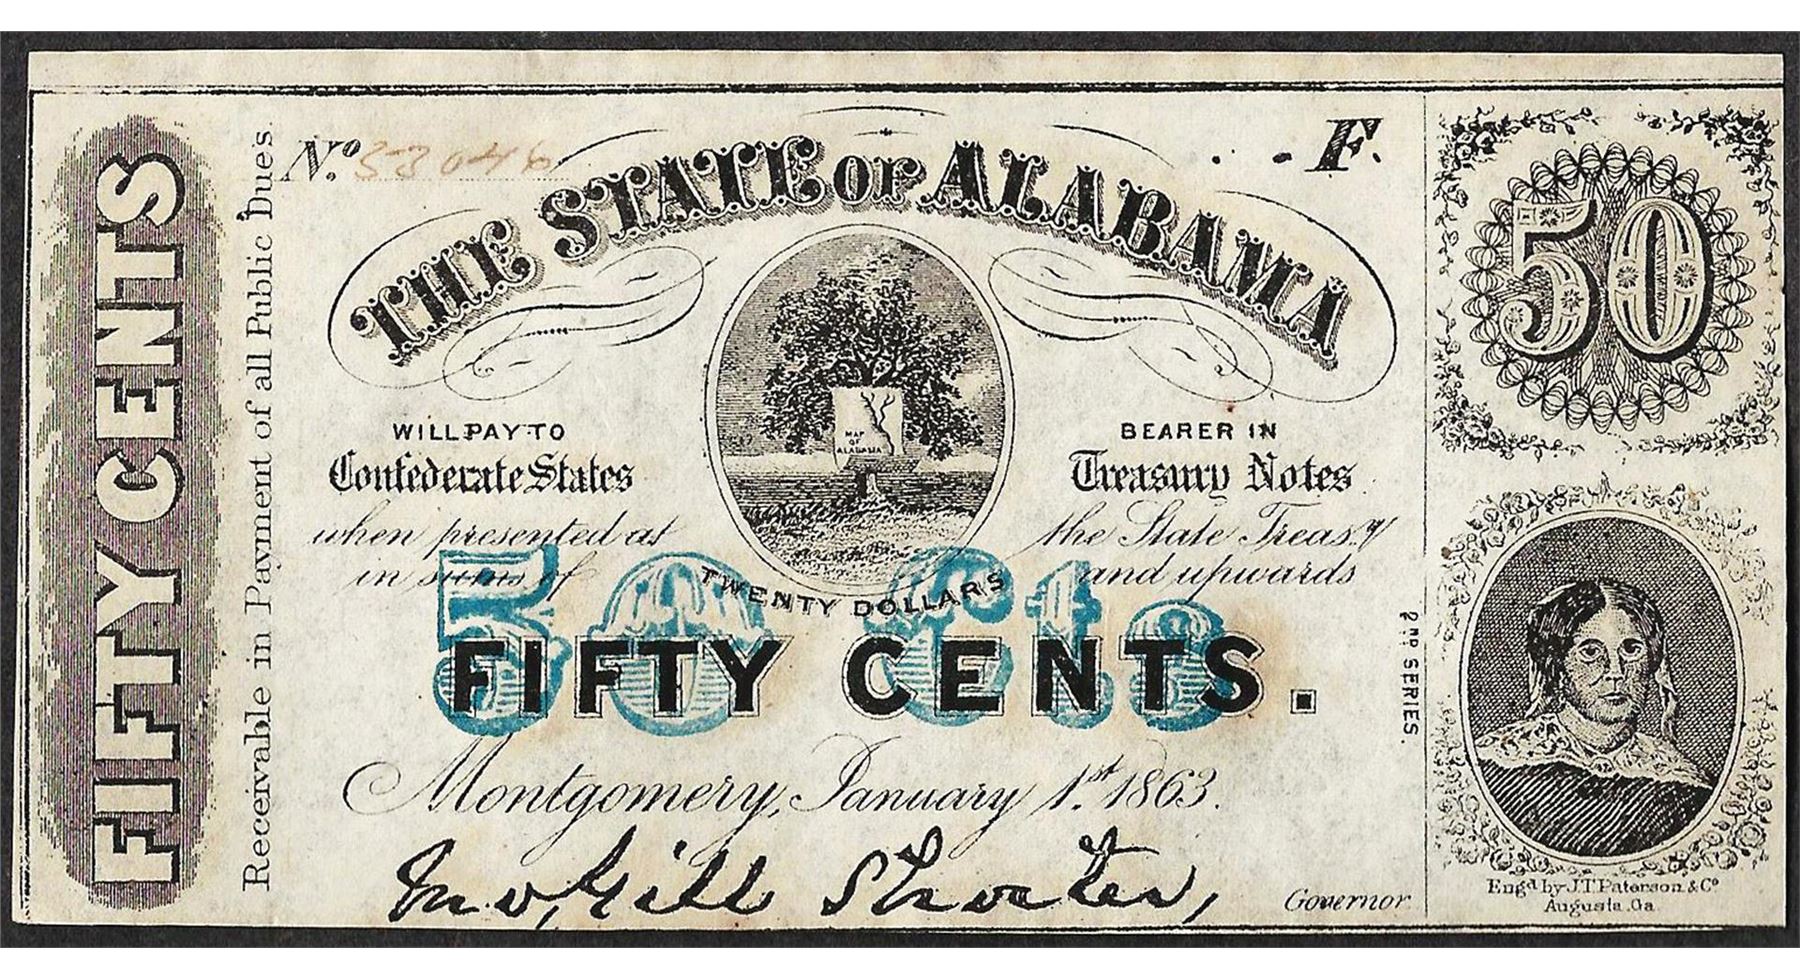 FIFTY CENTS
Receivable in Payment of all Public Dues.
No. 53046
F.
THE STATE OF ALABAMA
50
MAP
OF
ALABAMA
WILL PAY TO
BEARER IN
Confederate States
Treasury Notes
when presented at
the State Treas.y
in sums of
and upwards
TWENTY DOLLARS
50 Cts
FIFTY CENTS.
2ND SERIES.
Montgomery, January 1st. 1863.
Jno, Gill Shorter,
Governor
Engd by J.T. Paterson & Co
Augusta. Ga